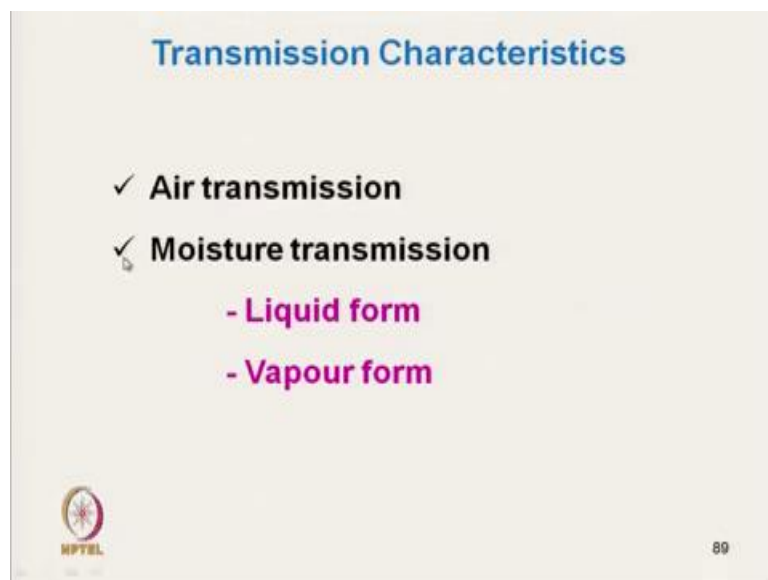 Transmission Characteristics
✓ Air transmission
✓ Moisture transmission
- Liquid form
- Vapour form
NPTEL
89